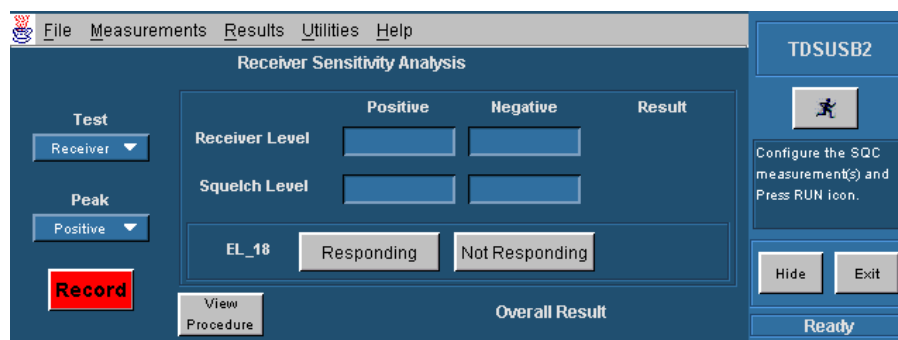 File Measurements Results Utilities Help
Receiver Sensitivity Analysis
Test
Receiver
Peak
Positive
Record
Positive Negative Result
Receiver Level
Squelch Level
EL_18 Responding Not Responding
View
Procedure
Overall Result
TDSUSB2
Configure the SQC
measurement(s) and
Press RUN icon.
Hide Exit
Ready